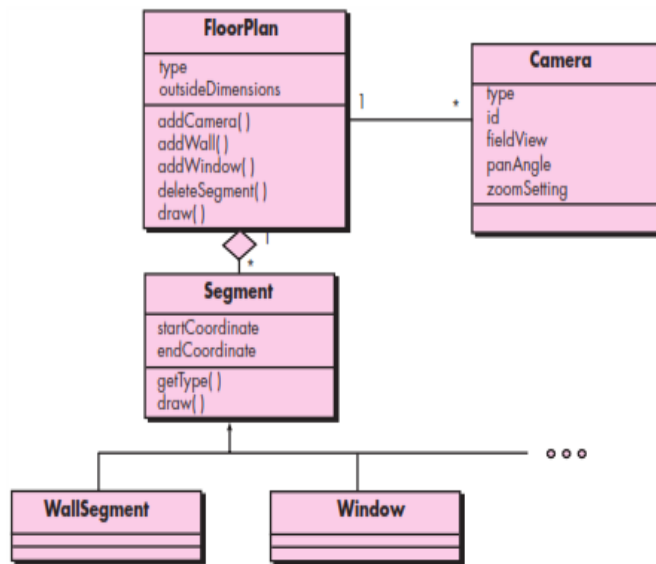 FloorPlan
type
outsideDimensions
addCamera( )
addWall( )
addWindow( )
deleteSegment( )
draw( )
1
*
Camera
type
id
fieldView
panAngle
zoomSetting
1
*
Segment
startCoordinate
endCoordinate
getType( )
draw( )
WallSegment
Window